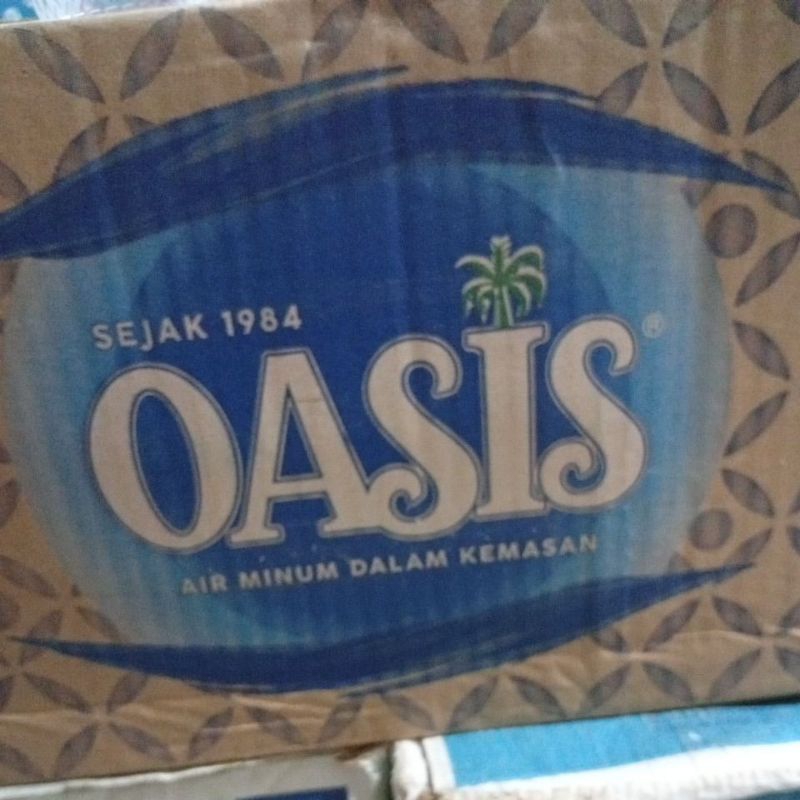 SEJAK 1984
OASIS®
AIR MINUM DALAM KEMASAN